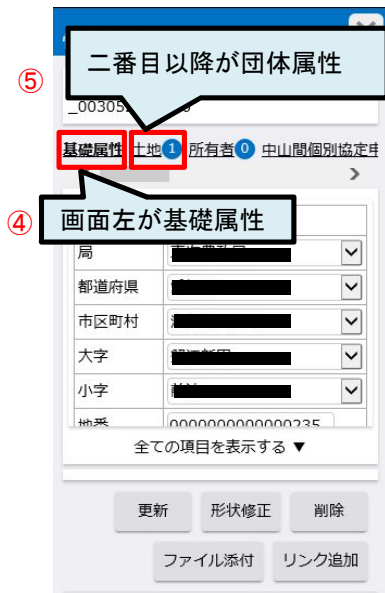 二番目以降が団体属性
⑤
_00305
基礎属性 土地 1 所有者 0 中山間個別協定申
④
画面左が基礎属性
局
都道府県
市区町村
大字
小字
地番 0000000000000235
全ての項目を表示する ▼
更新 形状修正 削除
ファイル添付 リンク追加